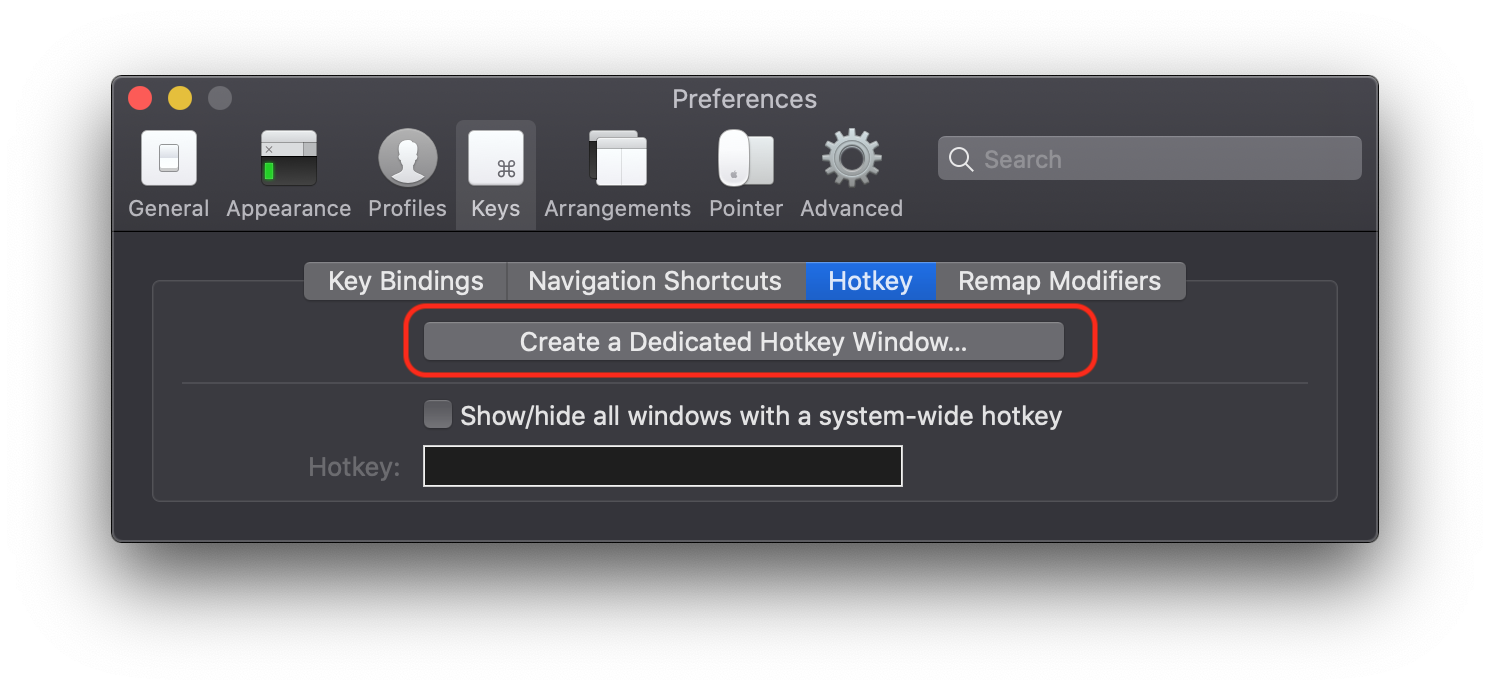 Preferences
General Appearance Profiles Keys Arrangements Pointer Advanced
Search
Key Bindings Navigation Shortcuts Hotkey Remap Modifiers
Create a Dedicated Hotkey Window...
Show/hide all windows with a system-wide hotkey
Hotkey: